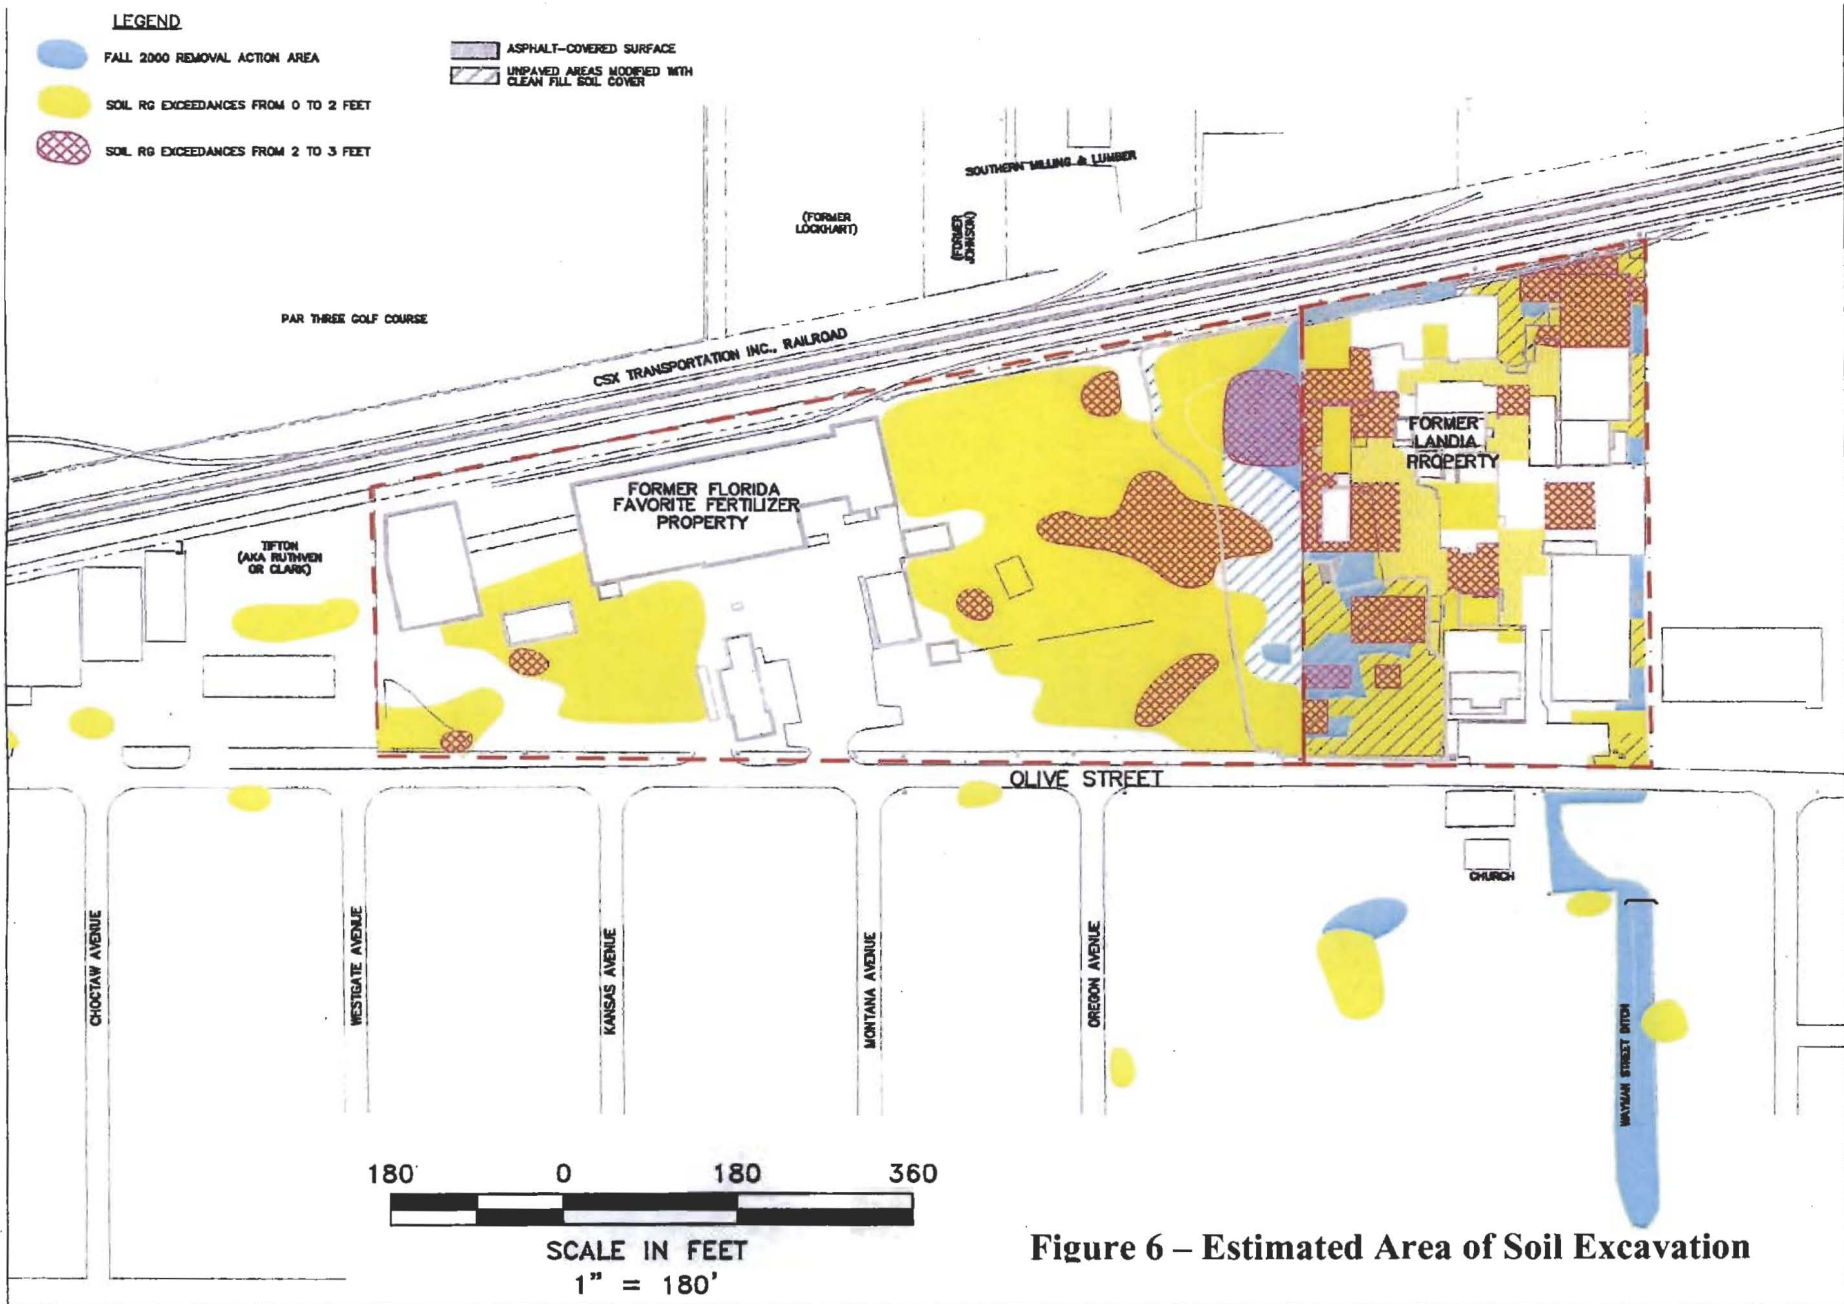 LEGEND
FALL 2000 REMOVAL ACTION AREA
SOIL RG EXCEEDANCES FROM 0 TO 2 FEET
SOIL RG EXCEEDANCES FROM 2 TO 3 FEET
ASPHALT-COVERED SURFACE
UNPAVED AREAS MODIFIED WITH
CLEAN FILL SOIL COVER
SOUTHERN MILLING & LUMBER
(FORMER
LOCKHART)
(FORMER
JOHNSON)
PAR THREE GOLF COURSE
CSX TRANSPORTATION INC., RAILROAD
FORMER
LANDIA
PROPERTY
FORMER FLORIDA
FAVORITE FERTILIZER
PROPERTY
TIFTON
(AKA RUTHVEN
OR CLARK)
OLIVE STREET
CHURCH
CHOCTAW AVENUE
WESTGATE AVENUE
KANSAS AVENUE
MONTANA AVENUE
OREGON AVENUE
WAYMAN STREET DITCH
180 0 180 360
SCALE IN FEET
1" = 180'
Figure 6 – Estimated Area of Soil Excavation